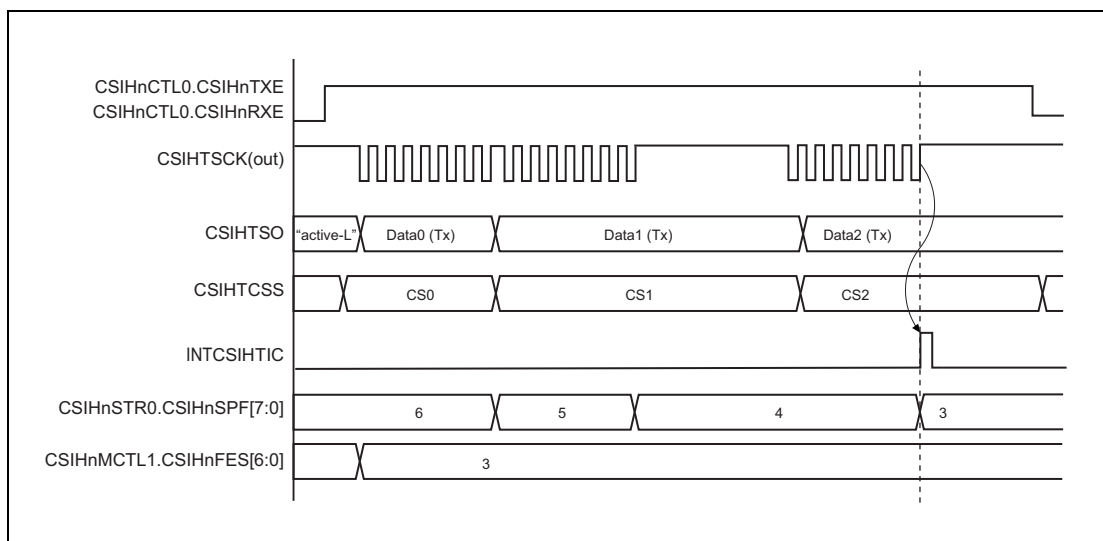 CSIHnCTL0.CSIHnTXE
CSIHnCTL0.CSIHnRXE
CSIHTSCK(out)
CSIHTSO
"active-L"
Data0 (Tx)
Data1 (Tx)
Data2 (Tx)
CSIHTCSS
CS0
CS1
CS2
INTCSIHTIC
CSIHnSTR0.CSIHnSPF[7:0]
6
5
4
3
CSIHnMCTL1.CSIHnFES[6:0]
3